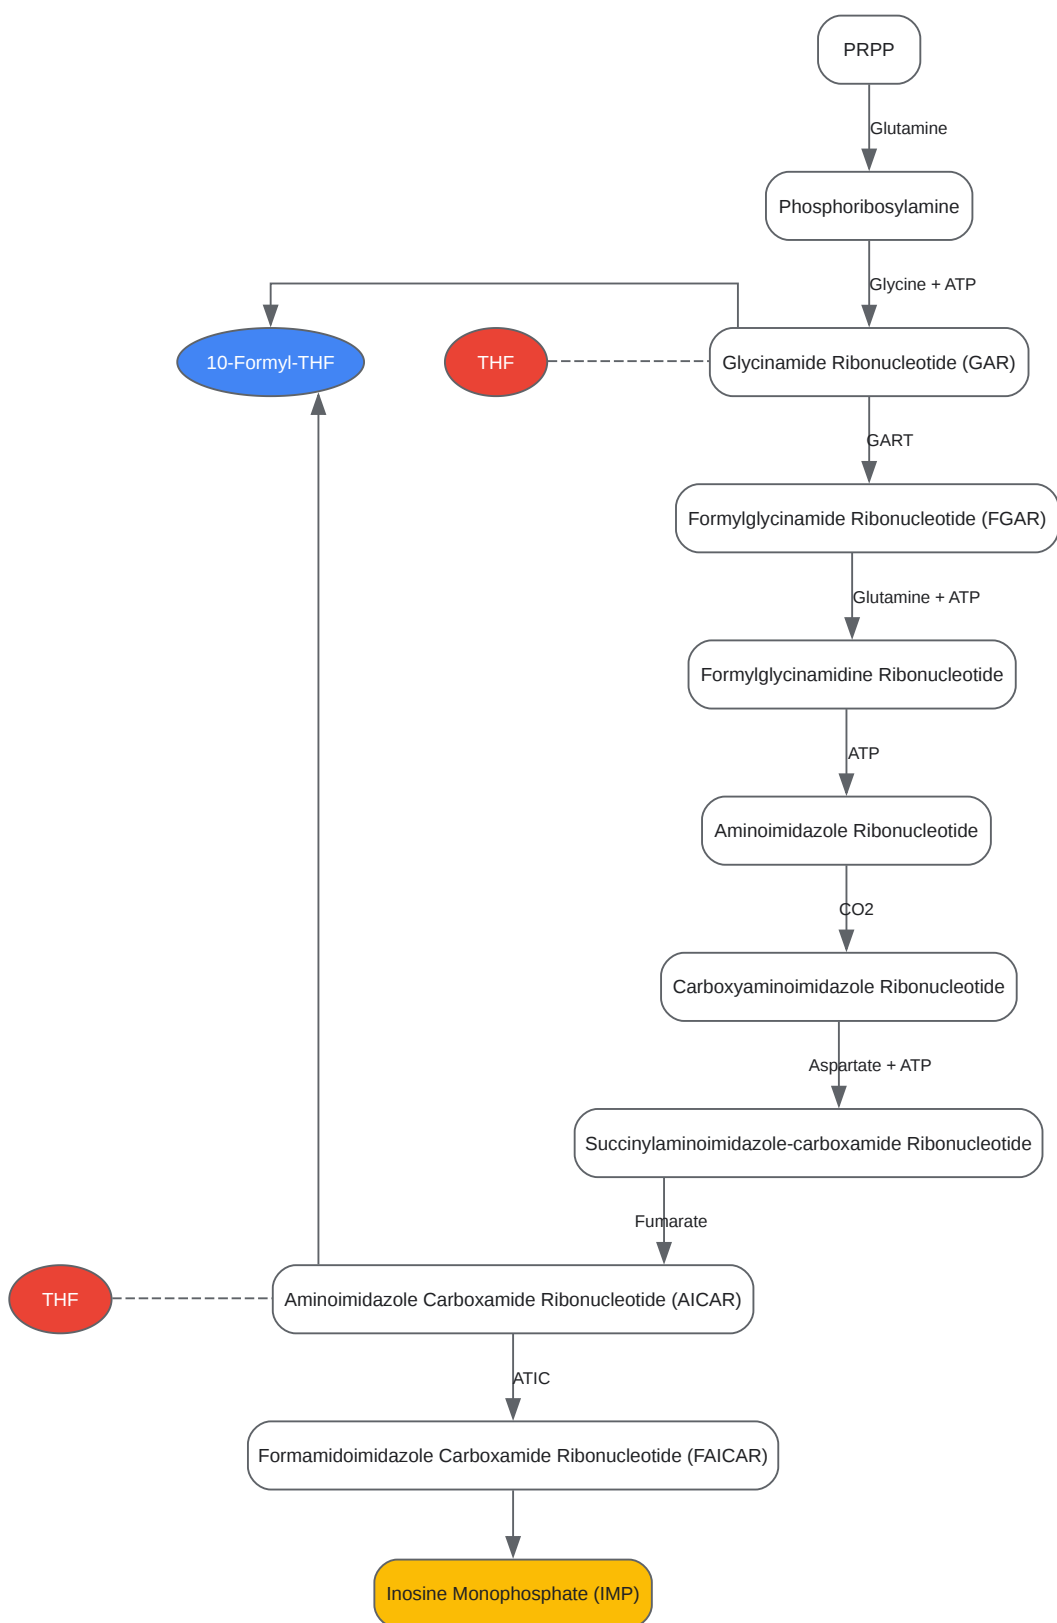 PRPP
Glutamine
Phosphoribosylamine
Glycine + ATP
10-Formyl-THF
THF
Glycinamide Ribonucleotide (GAR)
GART
Formylglycinamide Ribonucleotide (FGAR)
Glutamine + ATP
Formylglycinamidine Ribonucleotide
ATP
Aminoimidazole Ribonucleotide
CO2
Carboxyaminoimidazole Ribonucleotide
Aspartate + ATP
Succinylaminoimidazole-carboxamide Ribonucleotide
Fumarate
THF
Aminoimidazole Carboxamide Ribonucleotide (AICAR)
ATIC
Formamidoimidazole Carboxamide Ribonucleotide (FAICAR)
Inosine Monophosphate (IMP)